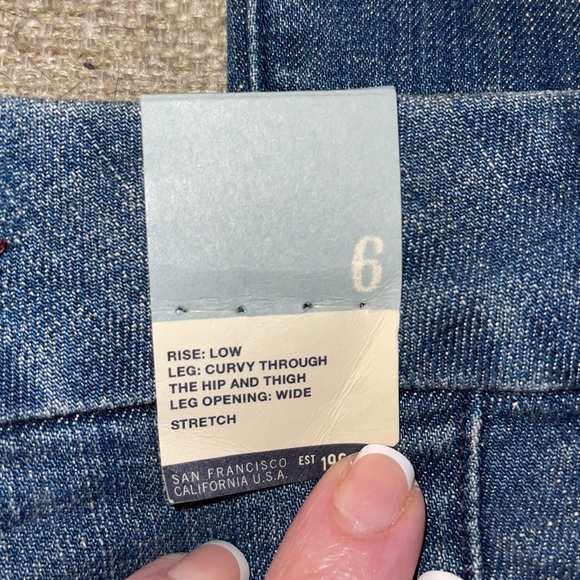 6
RISE: LOW
LEG: CURVY THROUGH
THE HIP AND THIGH
LEG OPENING: WIDE
STRETCH
SAN FRANCISCO EST
CALIFORNIA U.S.A.